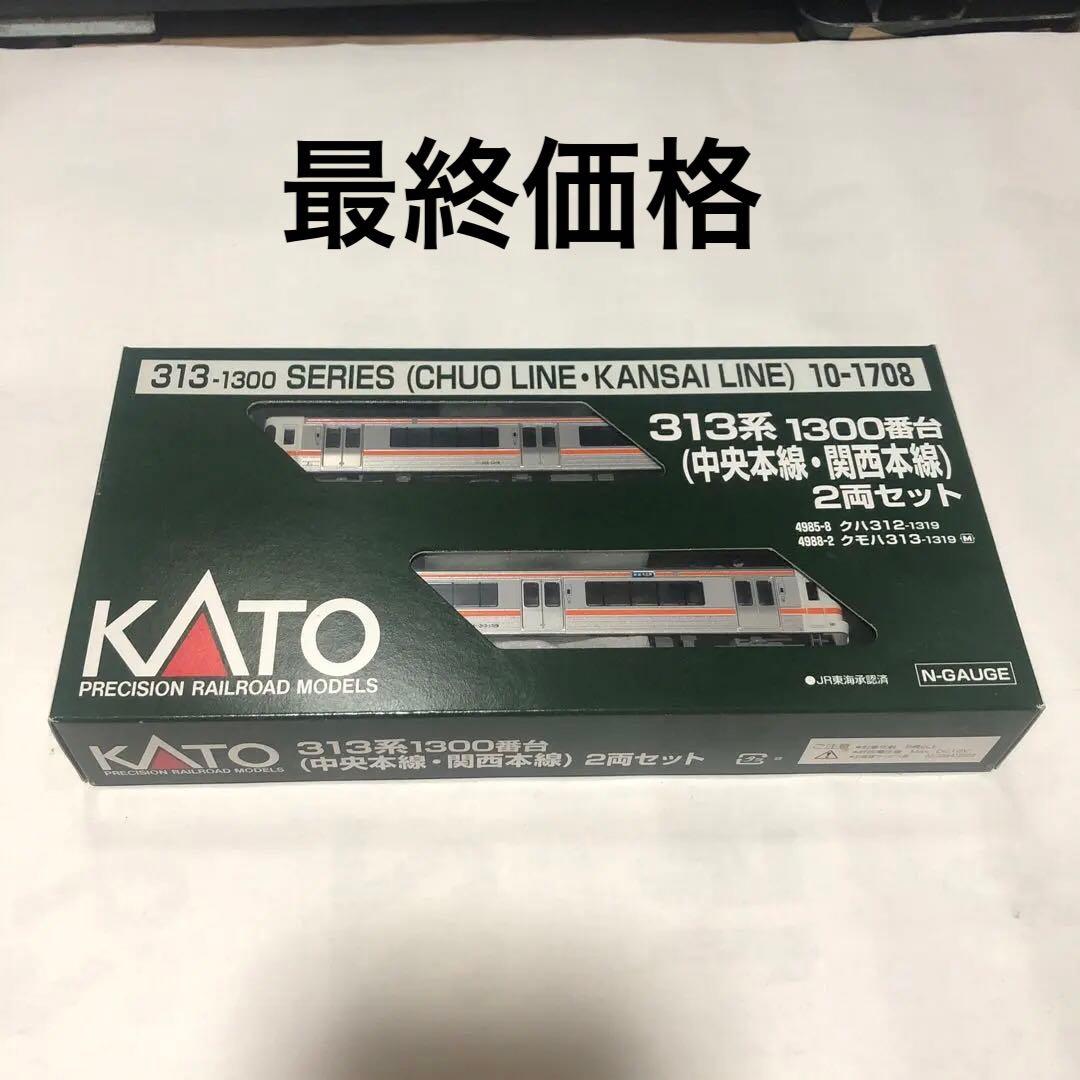 最終価格
313-1300 SERIES (CHUO LINE・KANSAI LINE) 10-1708
313系 1300番台
(中央本線・関西本線)
2両セット
4985-8 クハ312-1319
4988-2 クモハ313-1319 M
KATO
PRECISION RAILROAD MODELS
●JR東海承認済
N-GAUGE
KATO
PRECISION RAILROAD MODELS
313系1300番台
(中央本線・関西本線) 2両セット
ご注意